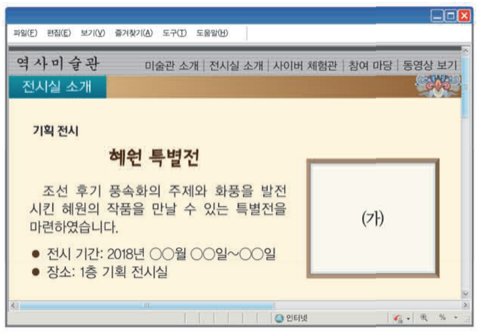 파일(F) 편집(E) 보기(V) 즐겨찾기(A) 도구(T) 도움말(H)
역사미술관
미술관 소개 | 전시실 소개 | 사이버 체험관 | 참여 마당 | 동영상 보기
전시실 소개
기획 전시
혜원 특별전
조선 후기 풍속화의 주제와 화풍을 발전
시킨 혜원의 작품을 만날 수 있는 특별전을
마련하였습니다.
● 전시 기간: 2018년 ○○월 ○○일~○○일
● 장소: 1층 기획 전시실
(가)
인터넷
%